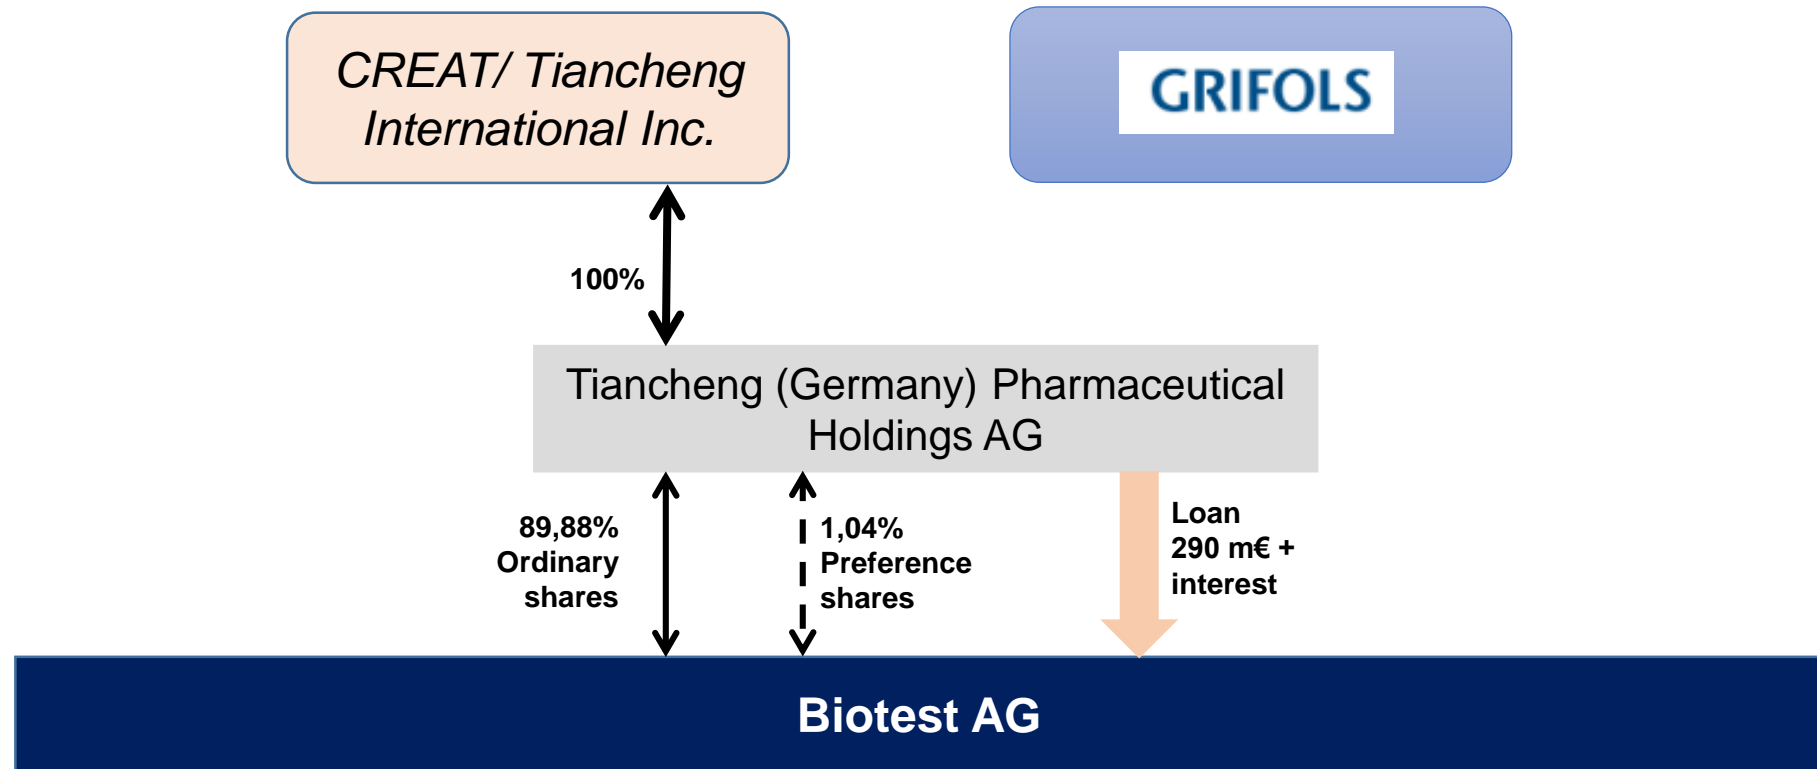 CREAT/ Tiancheng
International Inc.
GRIFOLS
100%
Tiancheng (Germany) Pharmaceutical
Holdings AG
89,88%
Ordinary
shares
1,04%
Preference
shares
Loan
290 m€ +
interest
Biotest AG